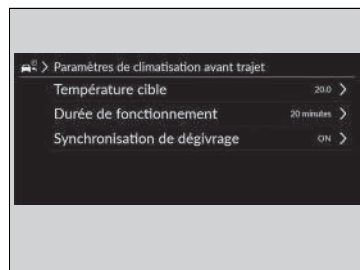 Paramètres de climatisation avant trajet
Température cible 20.0
Durée de fonctionnement 20 minutes
Synchronisation de dégivrage ON